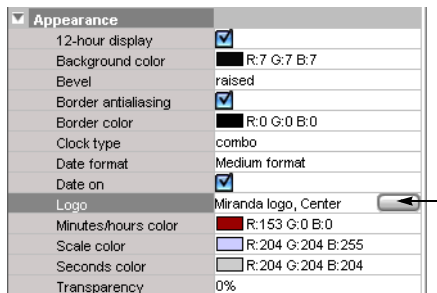 Appearance
12-hour display
Background color R:7 G:7 B:7
Bevel raised
Border antialiasing
Border color R:0 G:0 B:0
Clock type combo
Date format Medium format
Date on
Logo Miranda logo, Center
Minutes/hours color R:153 G:0 B:0
Scale color R:204 G:204 B:255
Seconds color R:204 G:204 B:204
Transparency 0%